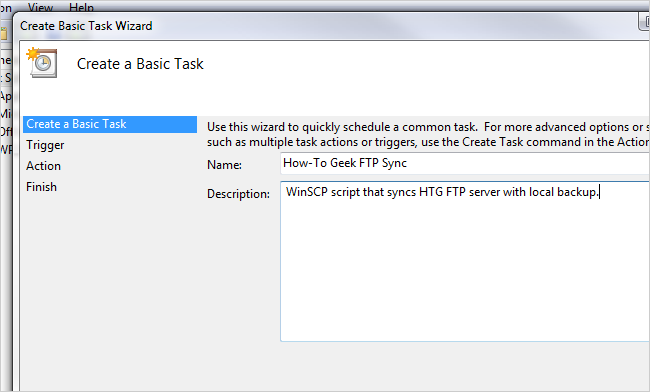 on View Help
Create Basic Task Wizard
Create a Basic Task
Create a Basic Task
Use this wizard to quickly schedule a common task. For more advanced options or s
such as multiple task actions or triggers, use the Create Task command in the Action
Trigger
Name: How-To Geek FTP Sync
Action
Description: WinSCP script that syncs HTG FTP server with local backup.
Finish